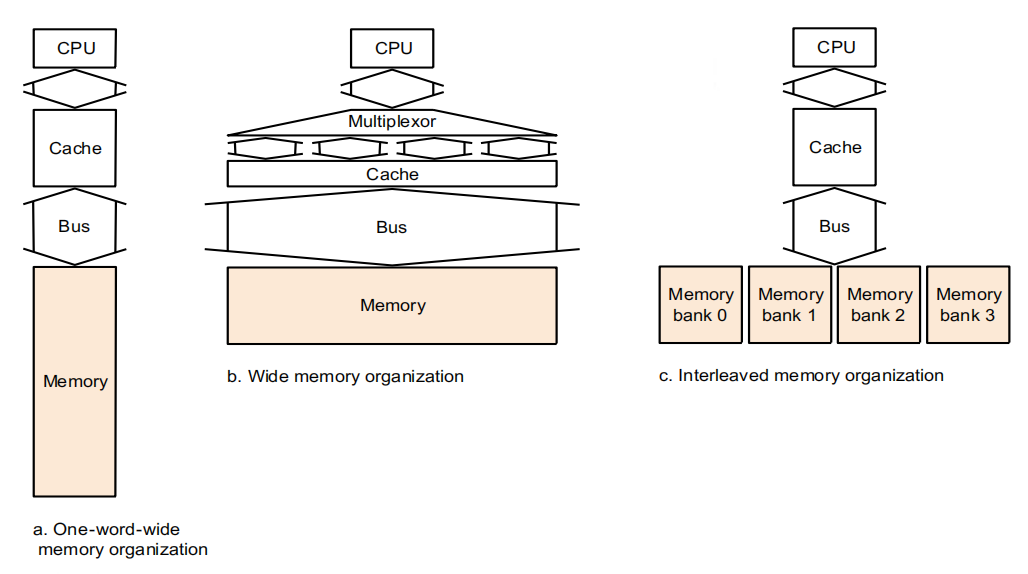 CPU
Cache
Bus
Memory
a. One-word-wide
memory organization
CPU
Multiplexor
Cache
Bus
Memory
b. Wide memory organization
CPU
Cache
Bus
Memory
bank 0
Memory
bank 1
Memory
bank 2
Memory
bank 3
c. Interleaved memory organization